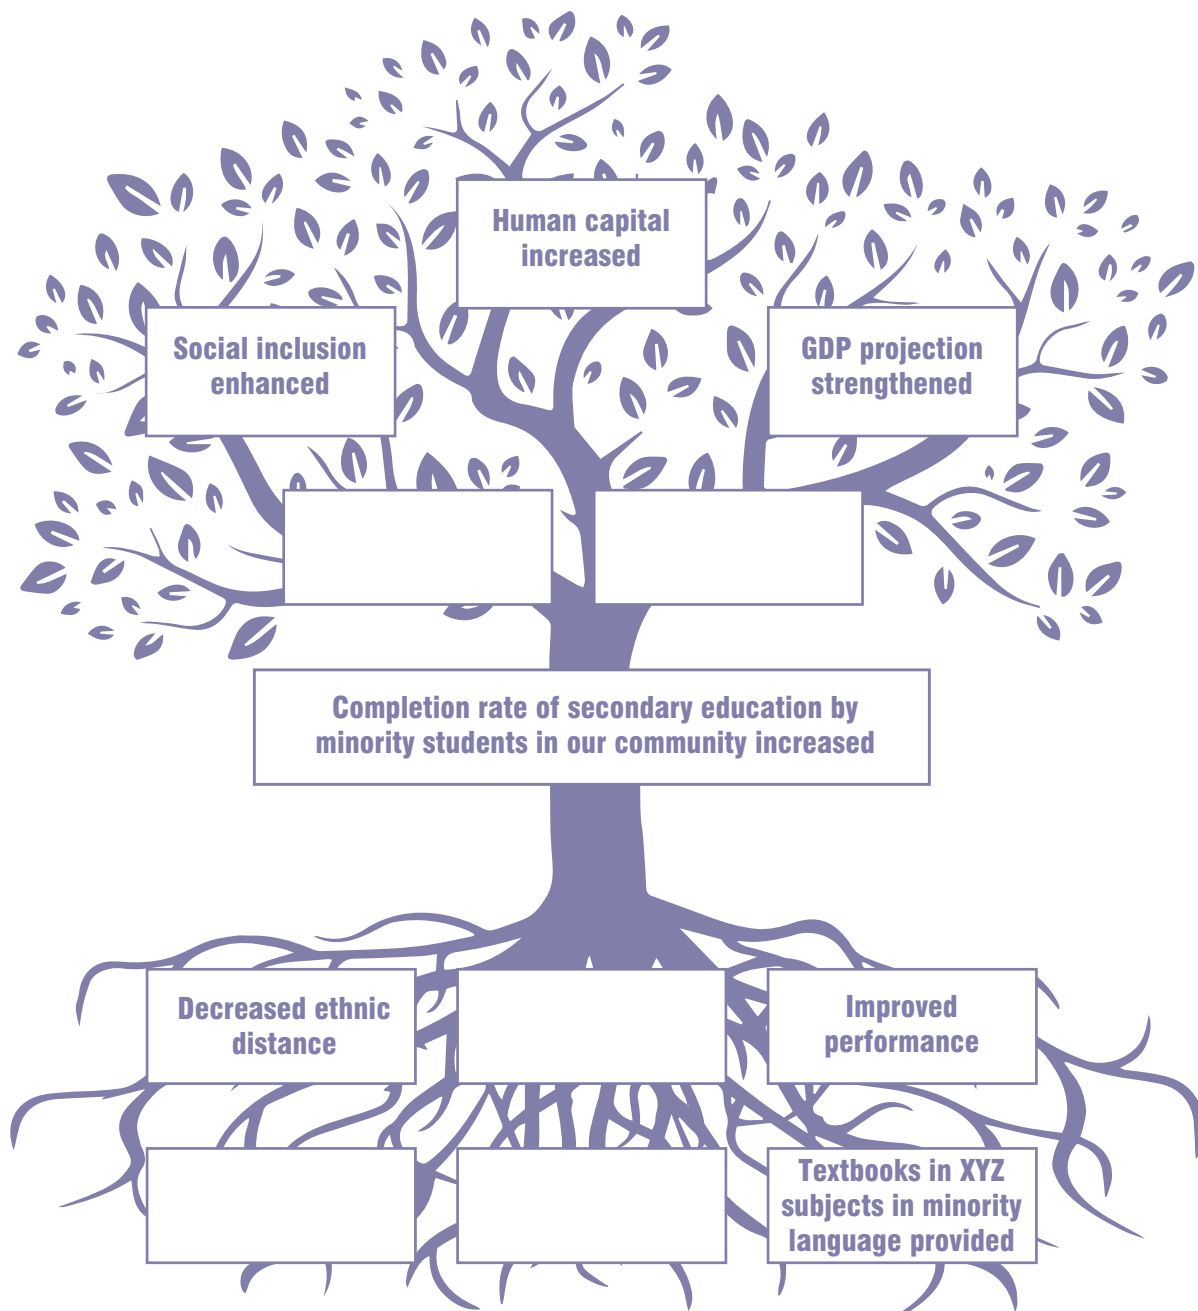 Human capital
increased
Social inclusion
enhanced
GDP projection
strengthened
Completion rate of secondary education by
minority students in our community increased
Decreased ethnic
distance
Improved
performance
Textbooks in XYZ
subjects in minority
language provided